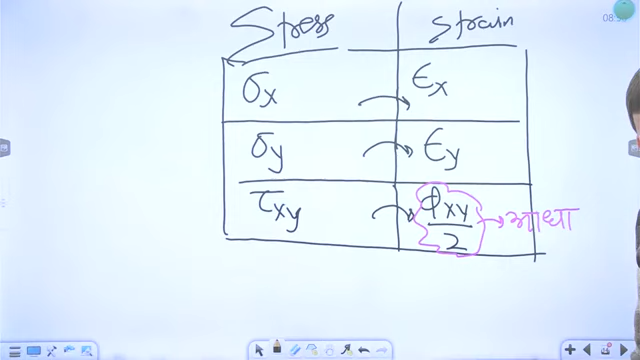 Stress Strain
σx → ϵx
σy → ϵy
τxy → ϕxy/2 → आधा